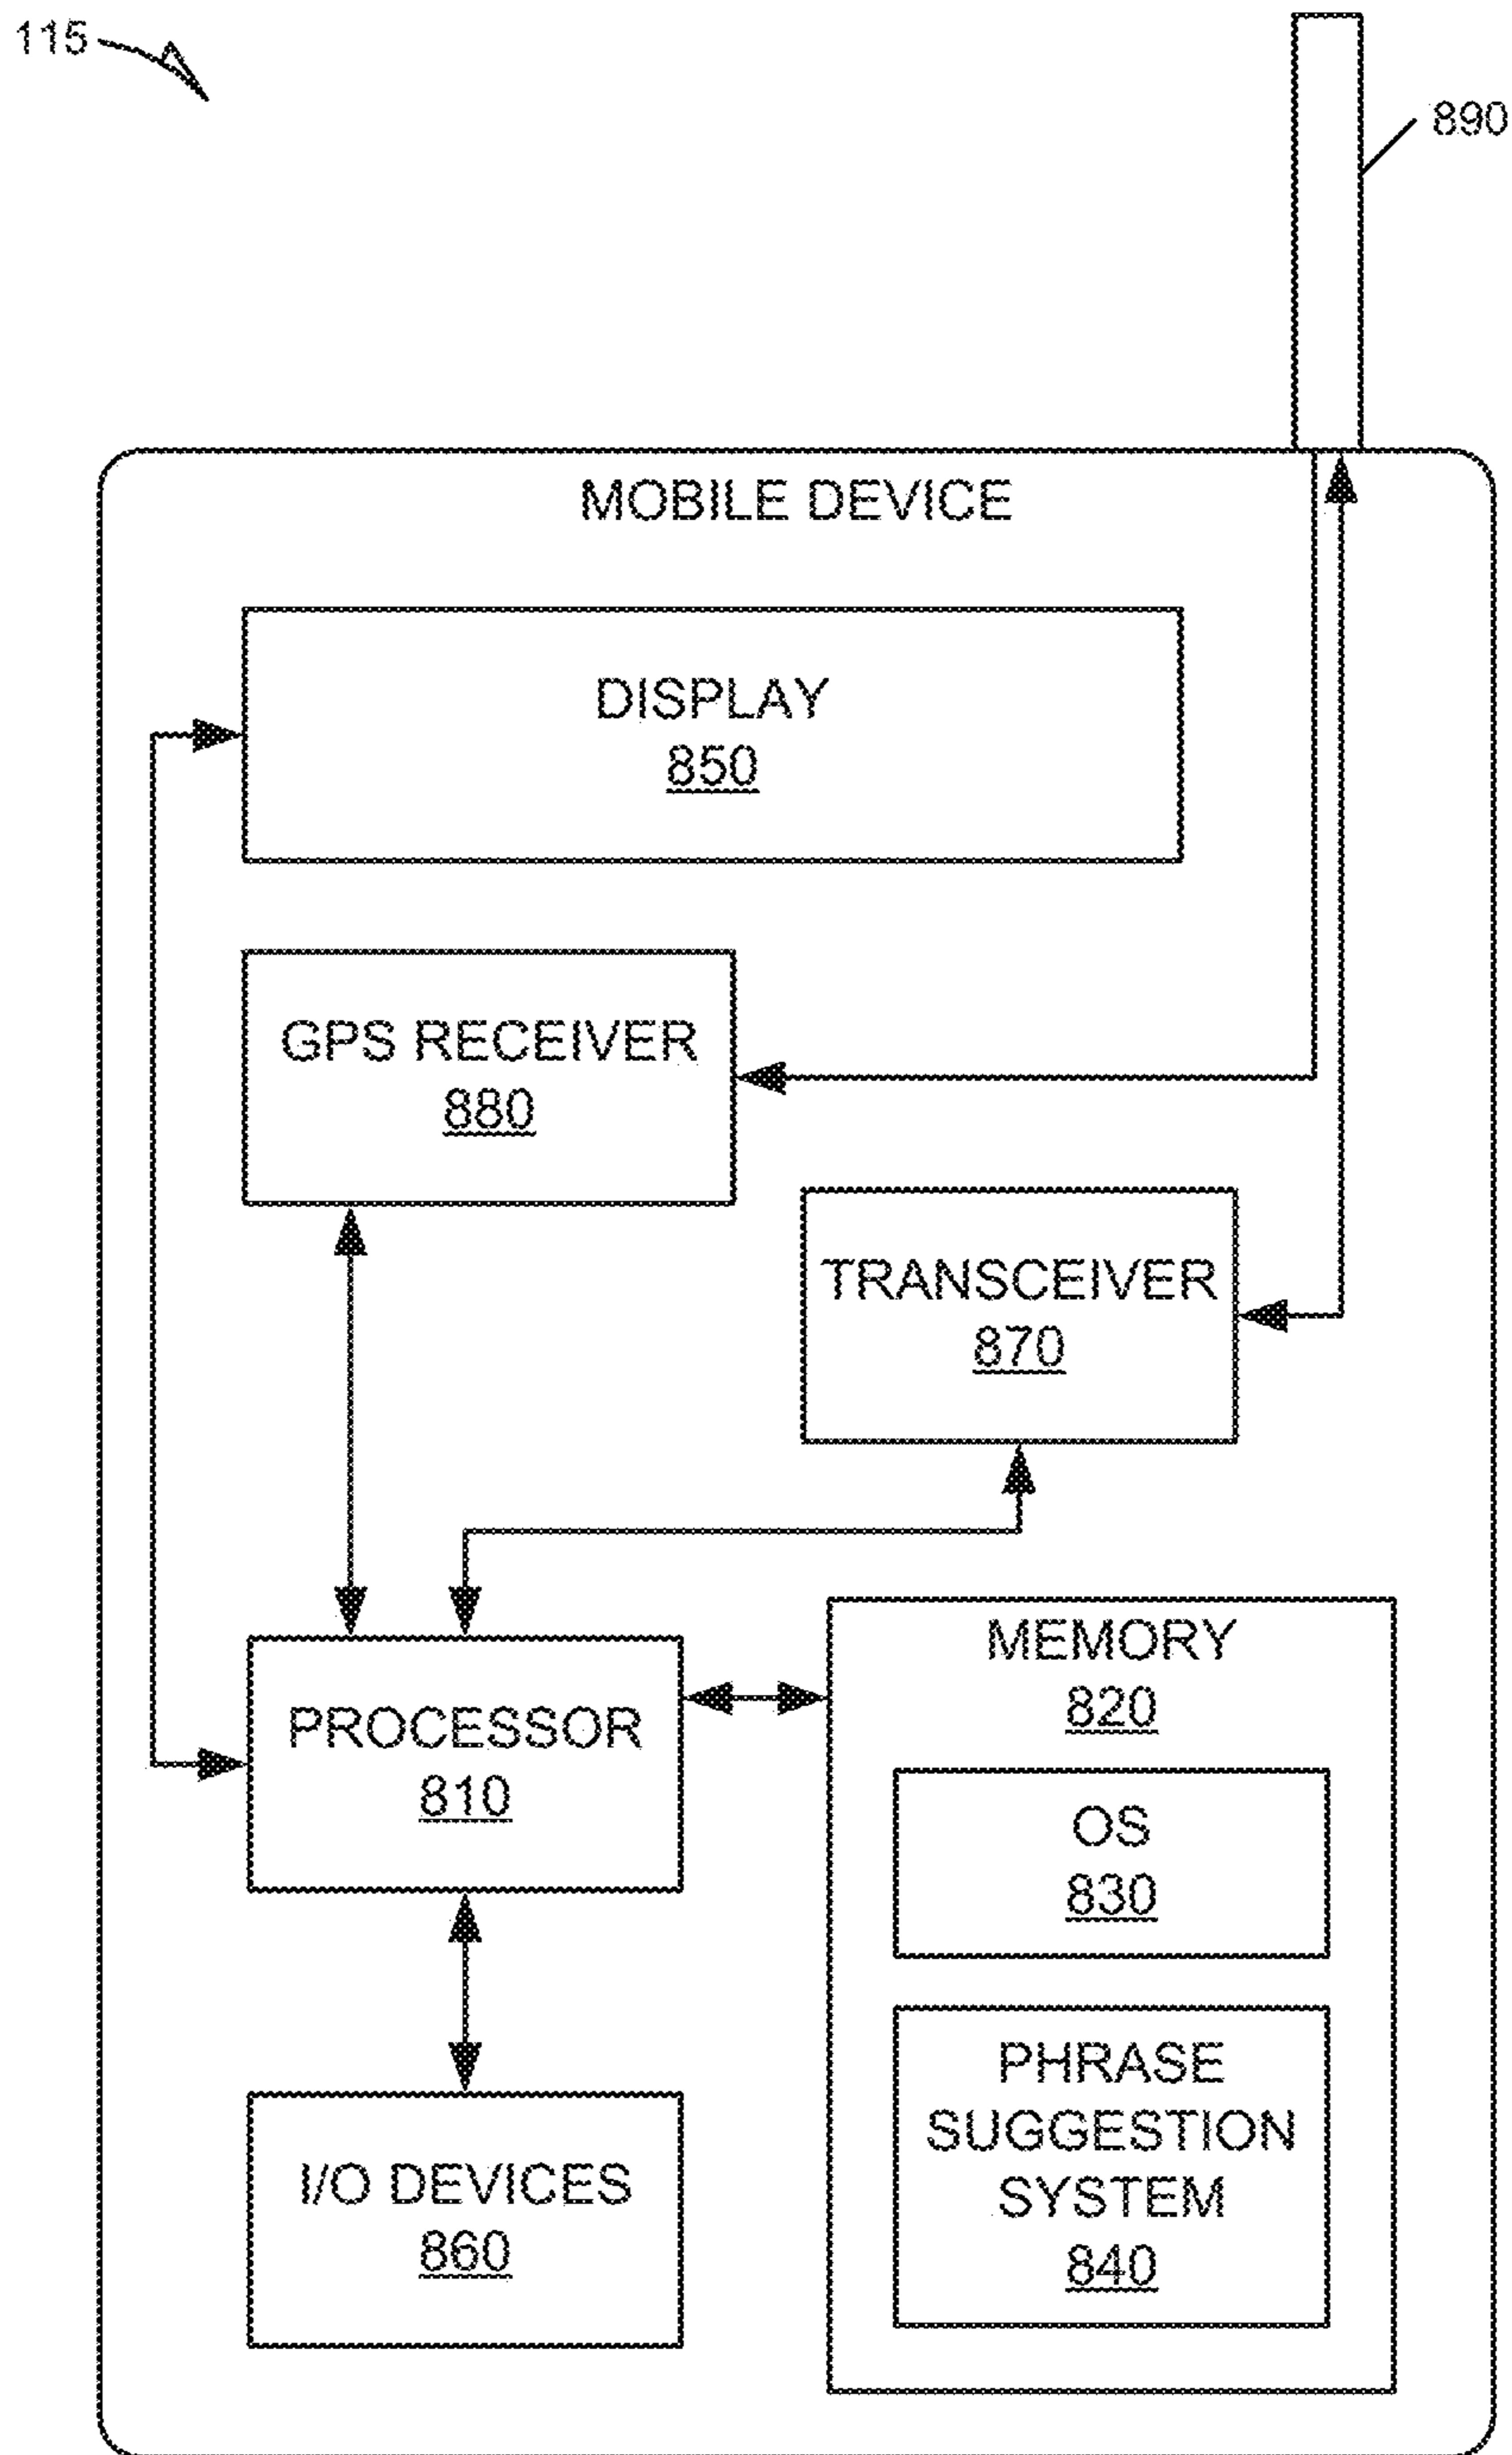 115
890
MOBILE DEVICE
DISPLAY
850
GPS RECEIVER
880
TRANSCEIVER
870
MEMORY
820
PROCESSOR
810
OS
830
PHRASE
SUGGESTION
SYSTEM
840
I/O DEVICES
860